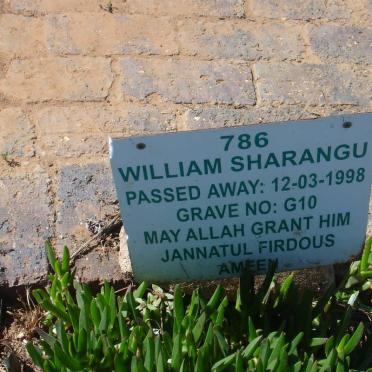 786
WILLIAM SHARANGU
PASSED AWAY: 12-03-1998
GRAVE NO: G10
MAY ALLAH GRANT HIM
JANNATUL FIRDOUS
AMEEN